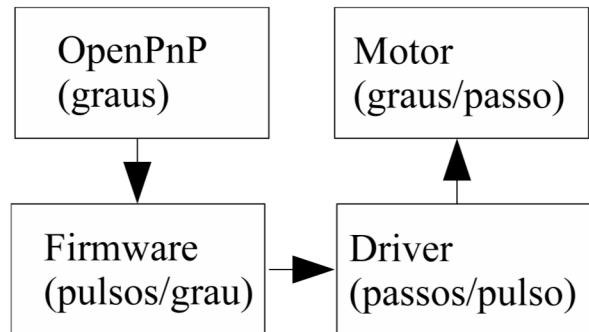 OpenPnP
(graus)
Motor
(graus/passo)
Firmware
(pulsos/grau)
Driver
(passos/pulso)